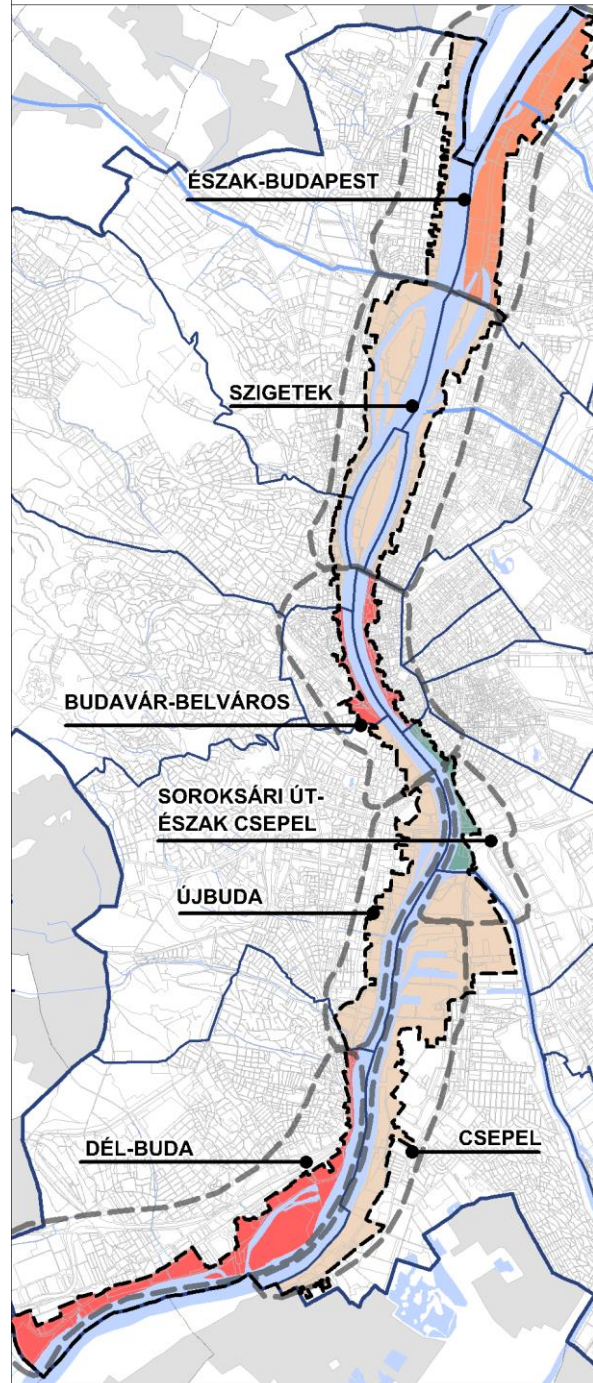 ÉSZAK-BUDAPEST
SZIGETEK
BUDAVÁR-BELVÁROS
SOROKSÁRI ÚT-
ÉSZAK CSEPEL
ÚJBUDA
DÉL-BUDA
CSEPEL